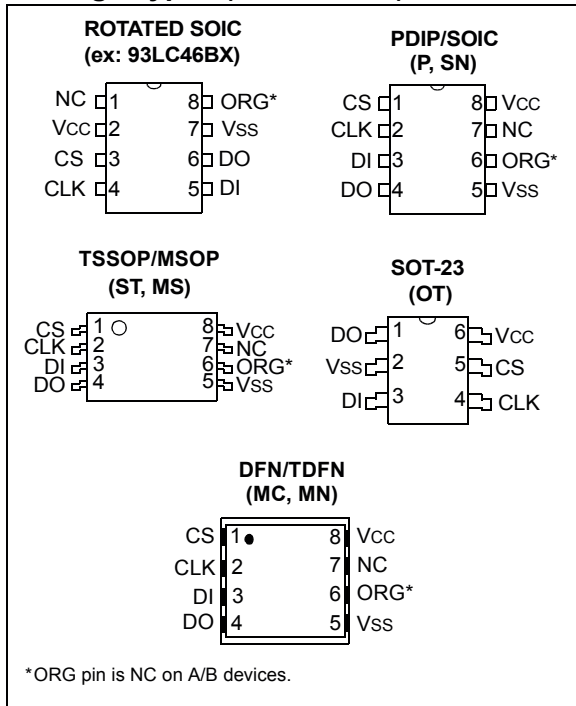 ROTATED SOIC
(ex: 93LC46BX)
NC 1 8 ORG*
VCC 2 7 VSS
CS 3 6 DO
CLK 4 5 DI
PDIP/SOIC
(P, SN)
CS 1 8 VCC
CLK 2 7 NC
DI 3 6 ORG*
DO 4 5 VSS
TSSOP/MSOP
(ST, MS)
CS 1 8 VCC
CLK 2 7 NC
DI 3 6 ORG*
DO 4 5 VSS
SOT-23
(OT)
DO 1 6 VCC
VSS 2 5 CS
DI 3 4 CLK
DFN/TDFN
(MC, MN)
CS 1 8 VCC
CLK 2 7 NC
DI 3 6 ORG*
DO 4 5 VSS
*ORG pin is NC on A/B devices.